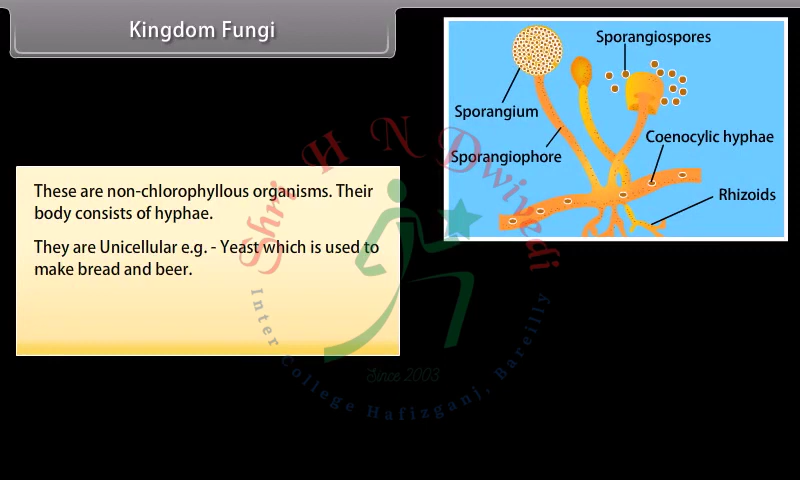 Kingdom Fungi
Sporangiospores
Sporangium
Coenocylic hyphae
Sporangiophore
Rhizoids
These are non-chlorophyllous organisms. Their
body consists of hyphae.
They are Unicellular e.g. - Yeast which is used to
make bread and beer.
Shri H N Dwivedi
Inter College Hafizganj, Bareilly
Since 2003